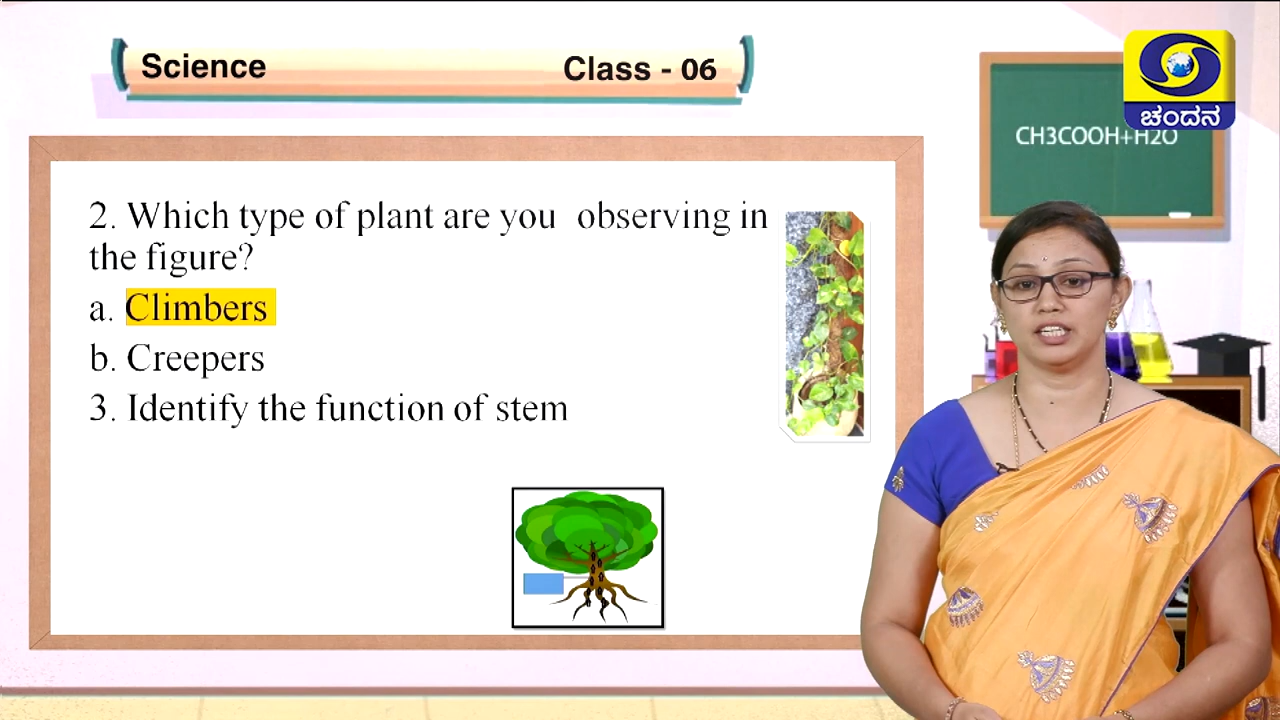 Science
Class - 06
CH3COOH+H2O
ಚಂದನ
2. Which type of plant are you observing in
the figure?
a. Climbers
b. Creepers
3. Identify the function of stem